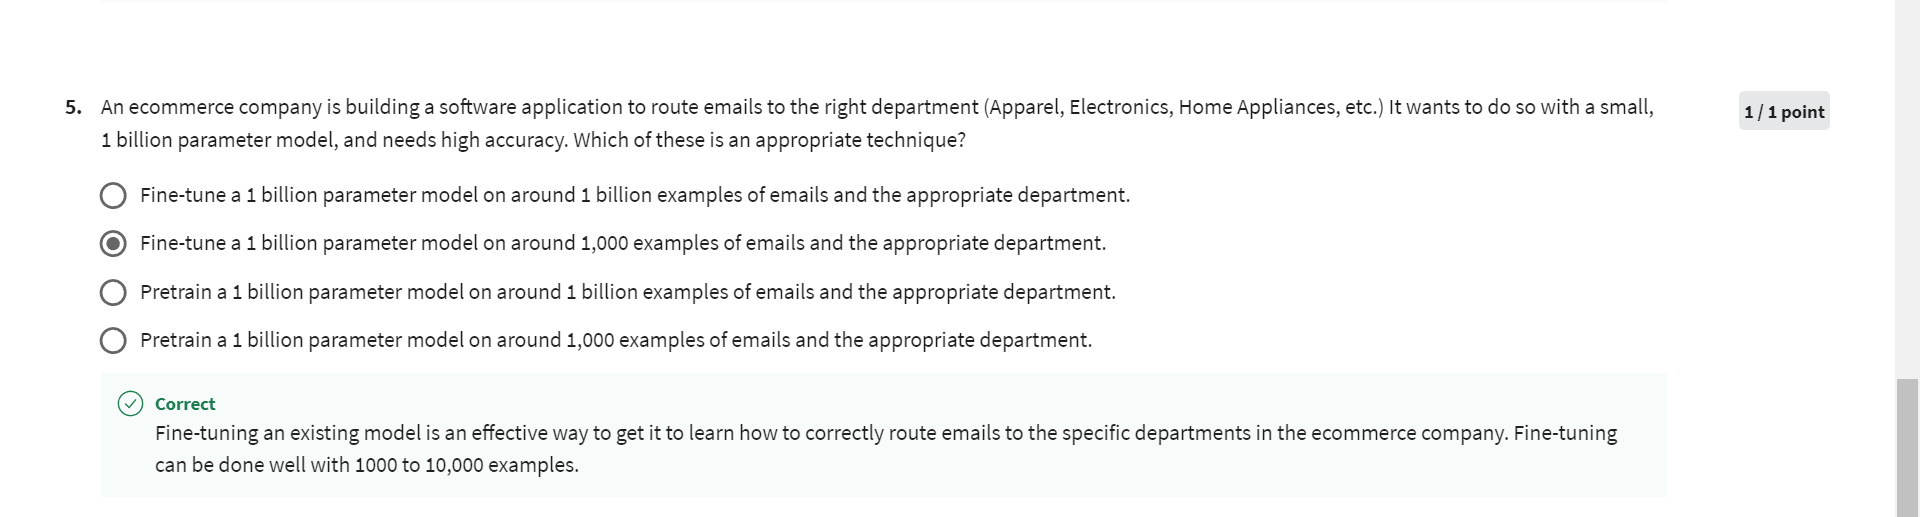 5. An ecommerce company is building a software application to route emails to the right department (Apparel, Electronics, Home Appliances, etc.) It wants to do so with a small,
1 billion parameter model, and needs high accuracy. Which of these is an appropriate technique?
1 / 1 point
Fine-tune a 1 billion parameter model on around 1 billion examples of emails and the appropriate department.
Fine-tune a 1 billion parameter model on around 1,000 examples of emails and the appropriate department.
Pretrain a 1 billion parameter model on around 1 billion examples of emails and the appropriate department.
Pretrain a 1 billion parameter model on around 1,000 examples of emails and the appropriate department.
Correct
Fine-tuning an existing model is an effective way to get it to learn how to correctly route emails to the specific departments in the ecommerce company. Fine-tuning
can be done well with 1000 to 10,000 examples.